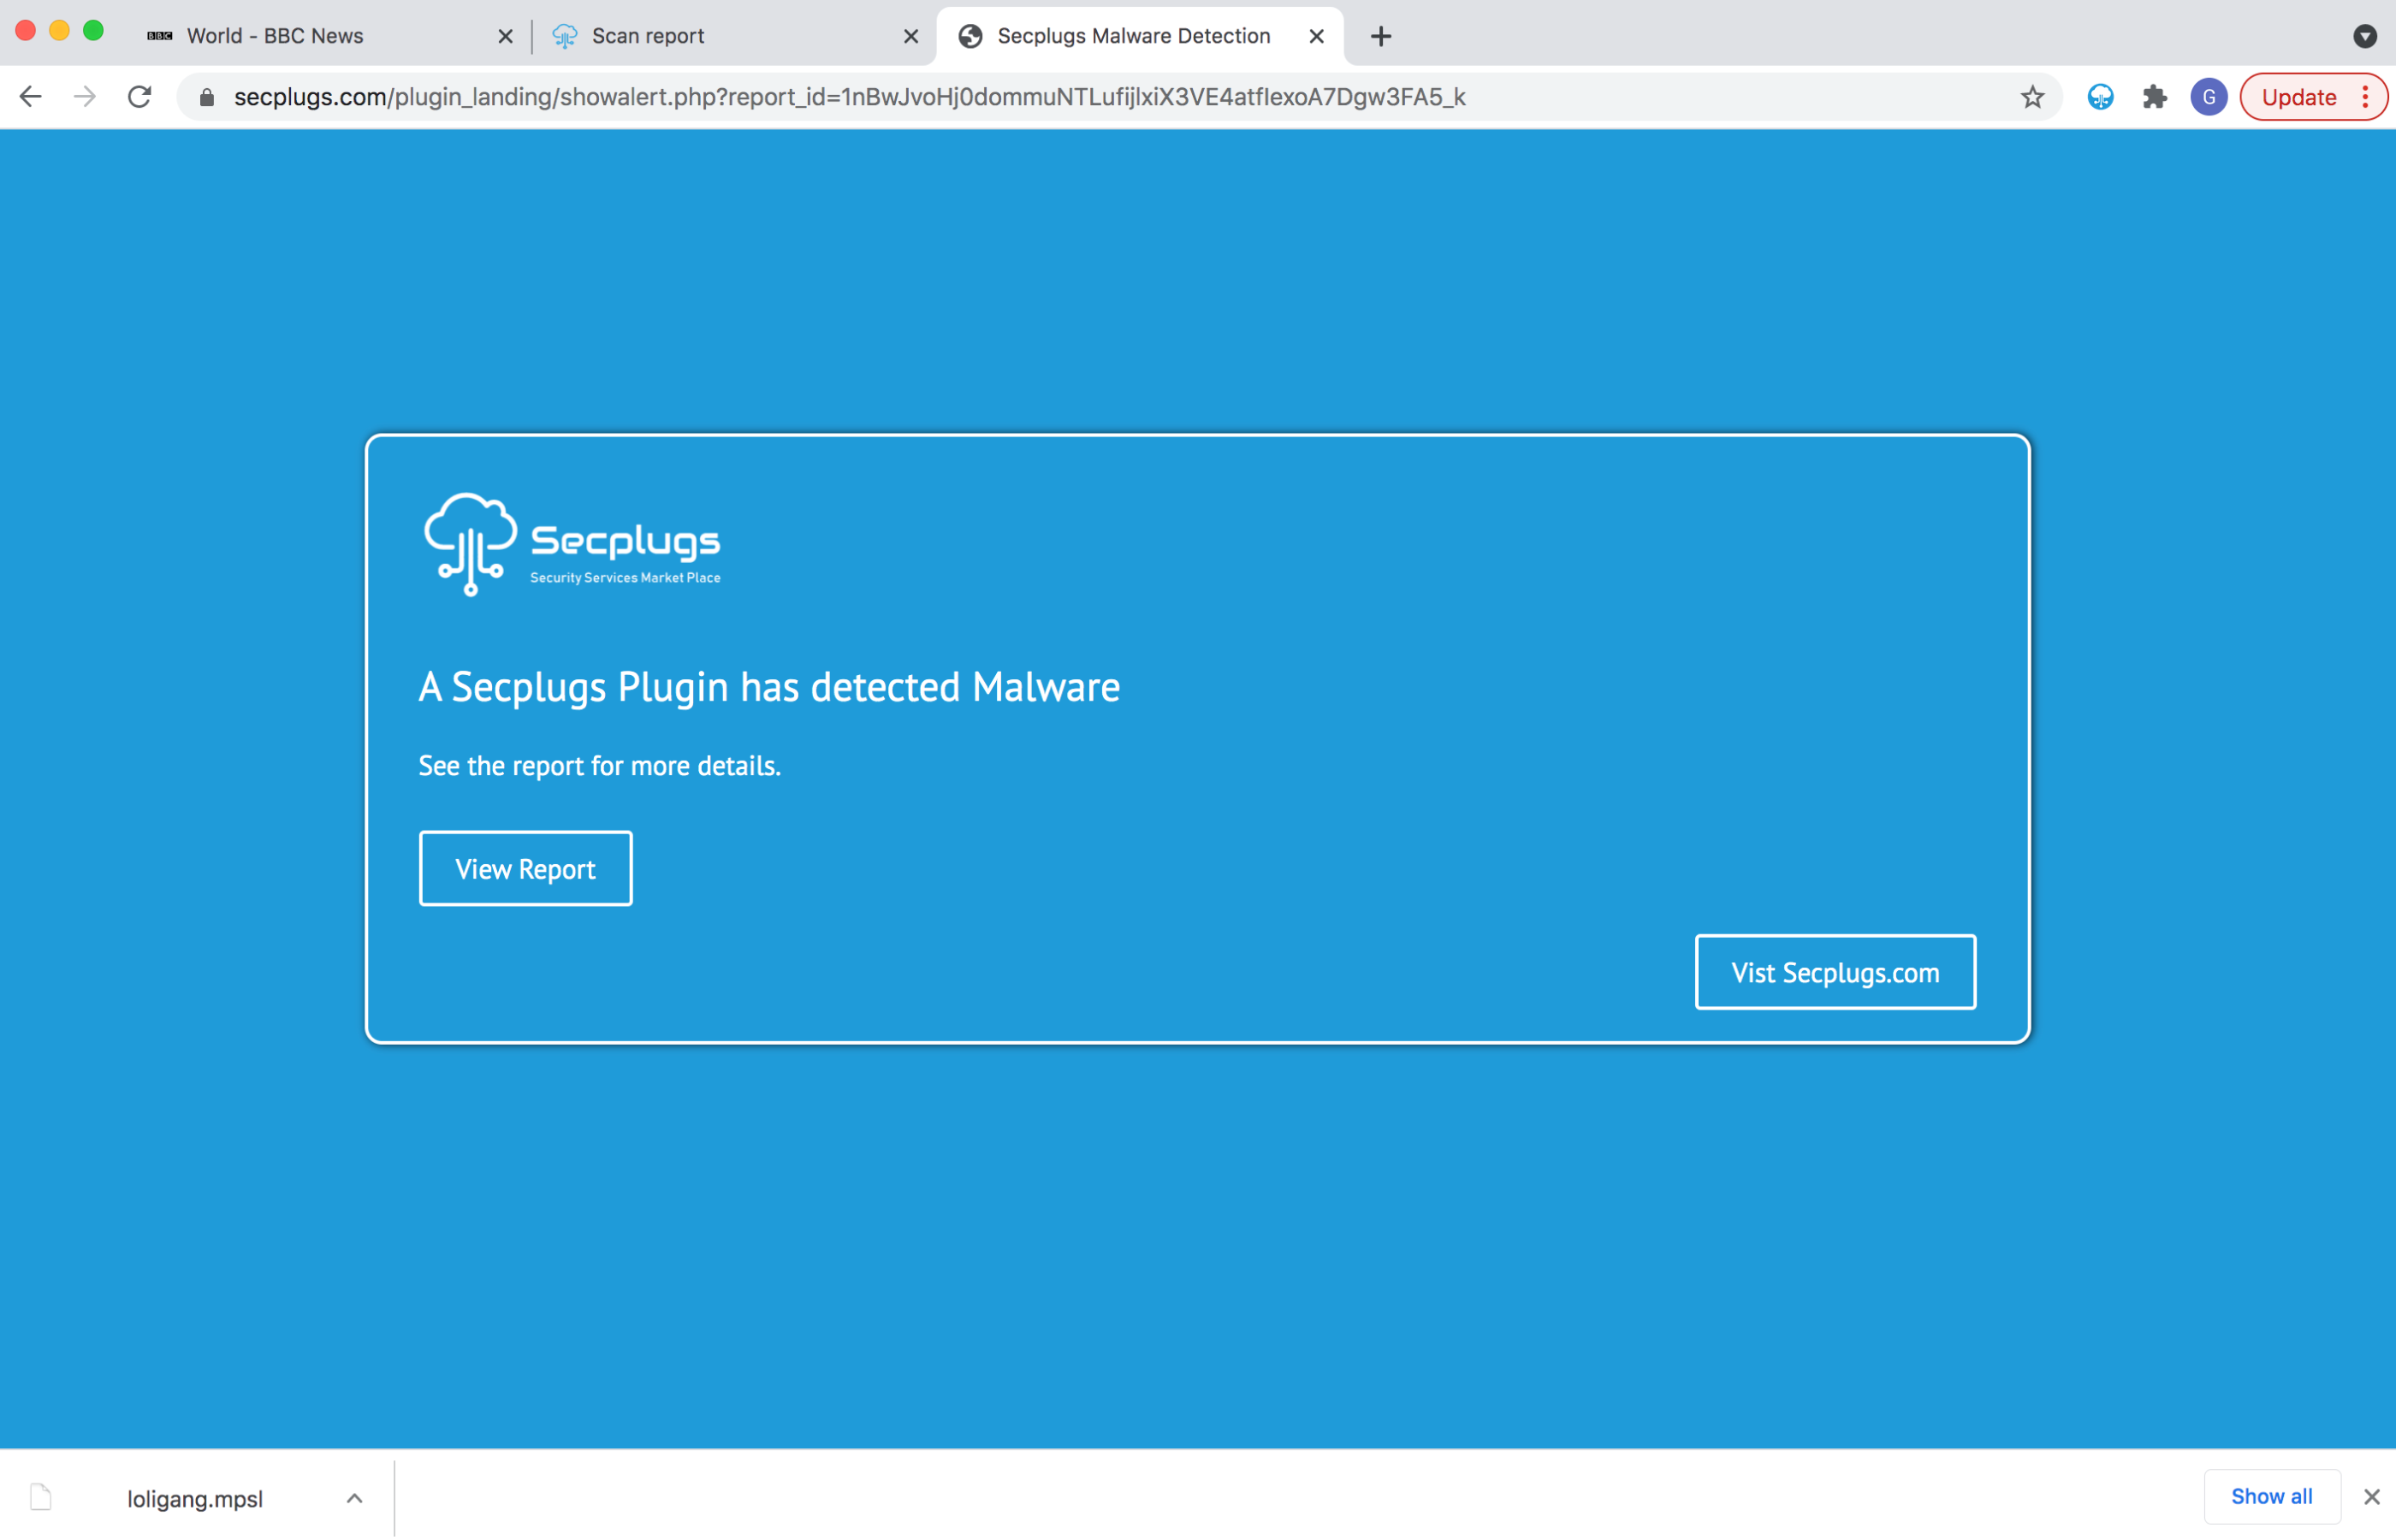 BBC World - BBC News
Scan report
Secplugs Malware Detection
secplugs.com/plugin_landing/showalert.php?report_id=1nBwJvoHj0dommuNTLufijlxiX3VE4atfIexoA7Dgw3FA5_k
G
Update
Secplugs
Security Services Market Place
A Secplugs Plugin has detected Malware
See the report for more details.
View Report
Vist Secplugs.com
loligang.mpsl
Show all